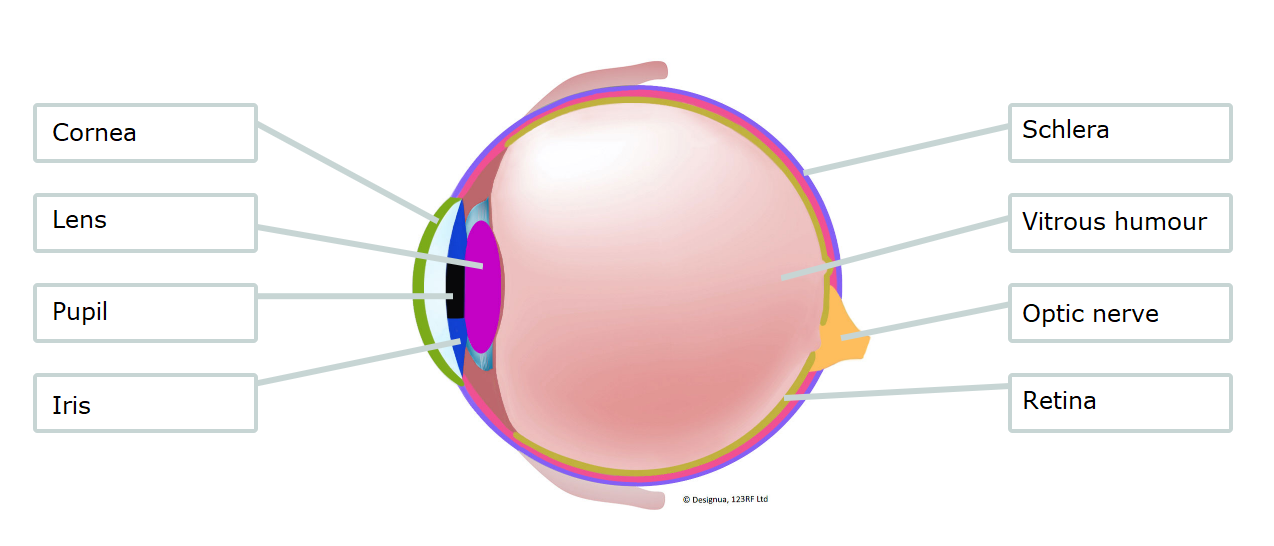 Cornea
Lens
Pupil
Iris
Schlera
Vitrous humour
Optic nerve
Retina
© Designua, 123RF Ltd